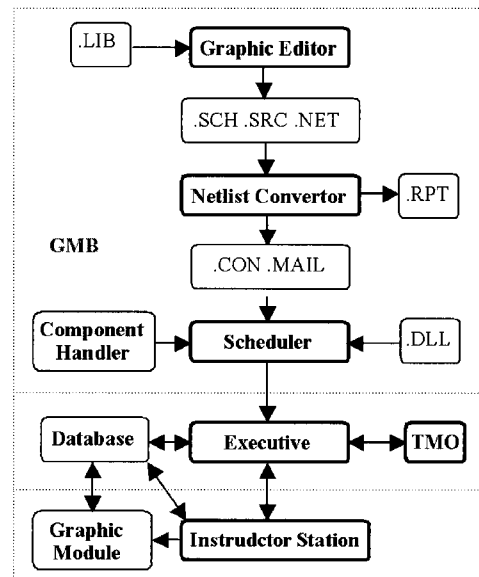 .LIB
Graphic Editor
.SCH .SRC .NET
Netlist Convertor
.RPT
GMB
.CON .MAIL
Component
Handler
Scheduler
.DLL
Database
Executive
TMO
Graphic
Module
Instrudctor Station